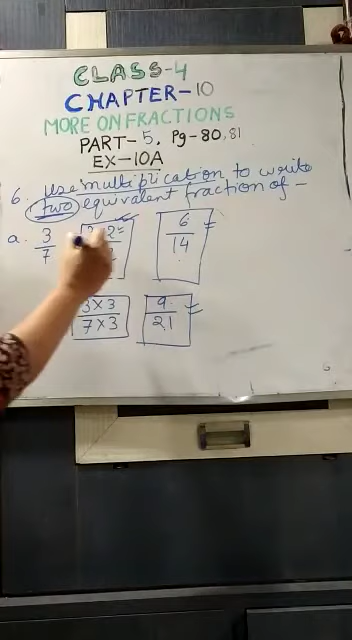 CLASS-4
CHAPTER-10
MORE ON FRACTIONS
PART-5. Pg-80,81
EX-10A
6. Use multiplication to write
two equivalent fraction of -
a. 3/7 6/14
3×3/7×3 9/21